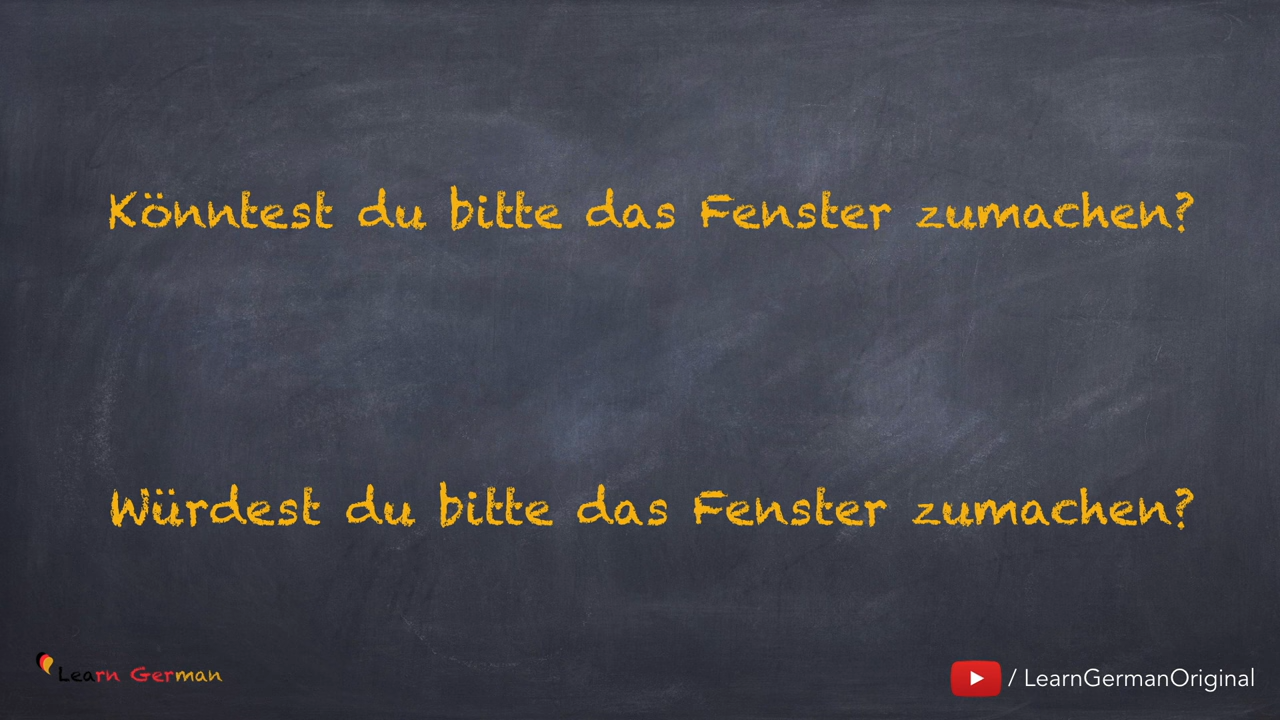 Könntest du bitte das Fenster zumachen?
Würdest du bitte das Fenster zumachen?
Learn German
/ LearnGermanOriginal